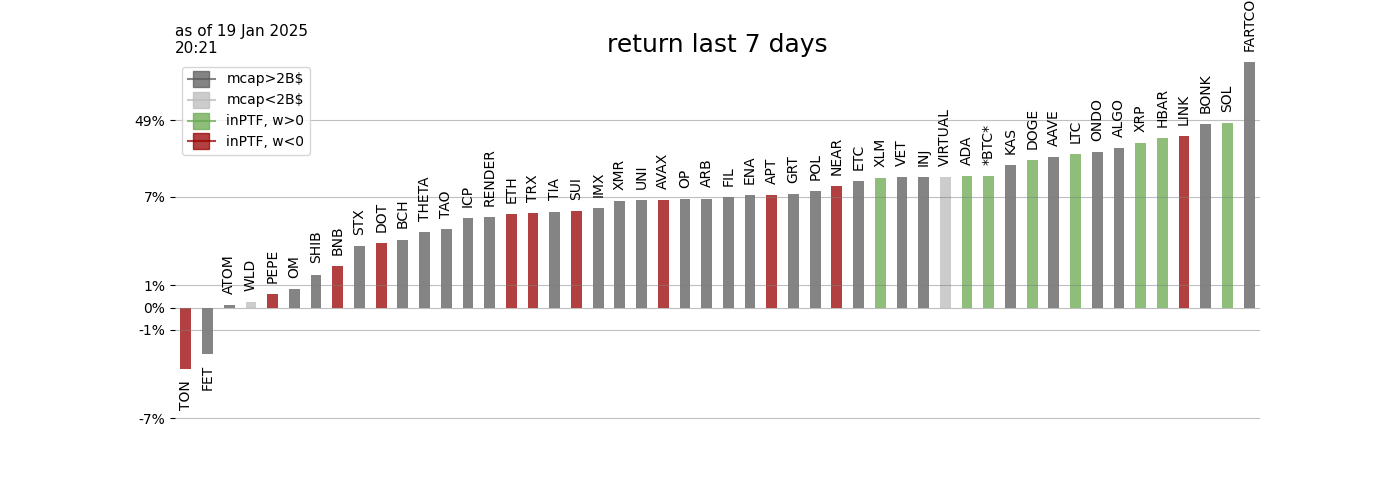 as of 19 Jan 2025
20:21
return last 7 days
mcap>2B$
mcap<2B$
inPTF, w>0
inPTF, w<0
49%
7%
1%
0%
-1%
-7%
TON
FET
ATOM
WLD
PEPE
OM
SHIB
BNB
STX
DOT
BCH
THETA
TAO
ICP
RENDER
ETH
TRX
TIA
SUI
IMX
XMR
UNI
AVAX
OP
ARB
FIL
ENA
APT
GRT
POL
NEAR
ETC
XLM
VET
INJ
VIRTUAL
ADA
*BTC*
KAS
DOGE
AAVE
LTC
ONDO
ALGO
XRP
HBAR
LINK
BONK
SOL
FARTCO